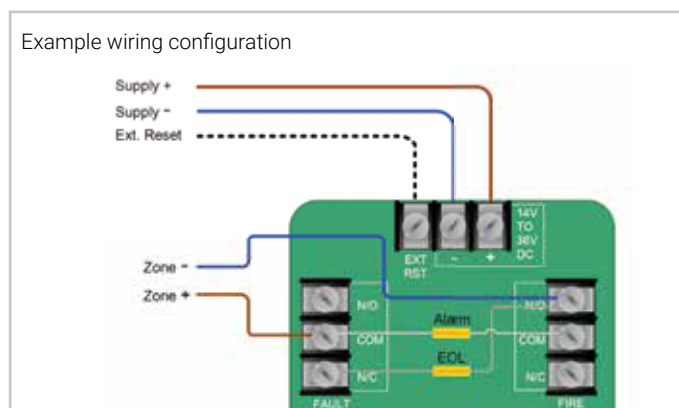 Example wiring configuration
Supply +
Supply -
Ext. Reset
EXT
RST
-
+
14V
TO
36V
DC
Zone -
Zone +
N/O
COM
N/C
FAULT
Alarm
EOL
N/O
COM
N/C
FIRE